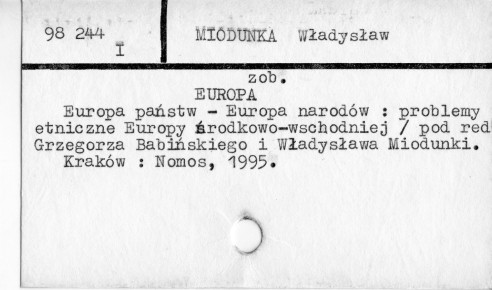 98 244
I
MIODUNKA Władysław
zob.
EUROPA
Europa państw - Europa narodów : problemy
etniczne Europy środkowo-wschodniej / pod red
Grzegorza Babińskiego i Władysława Miodunki.
Kraków : Nomos, 1995.